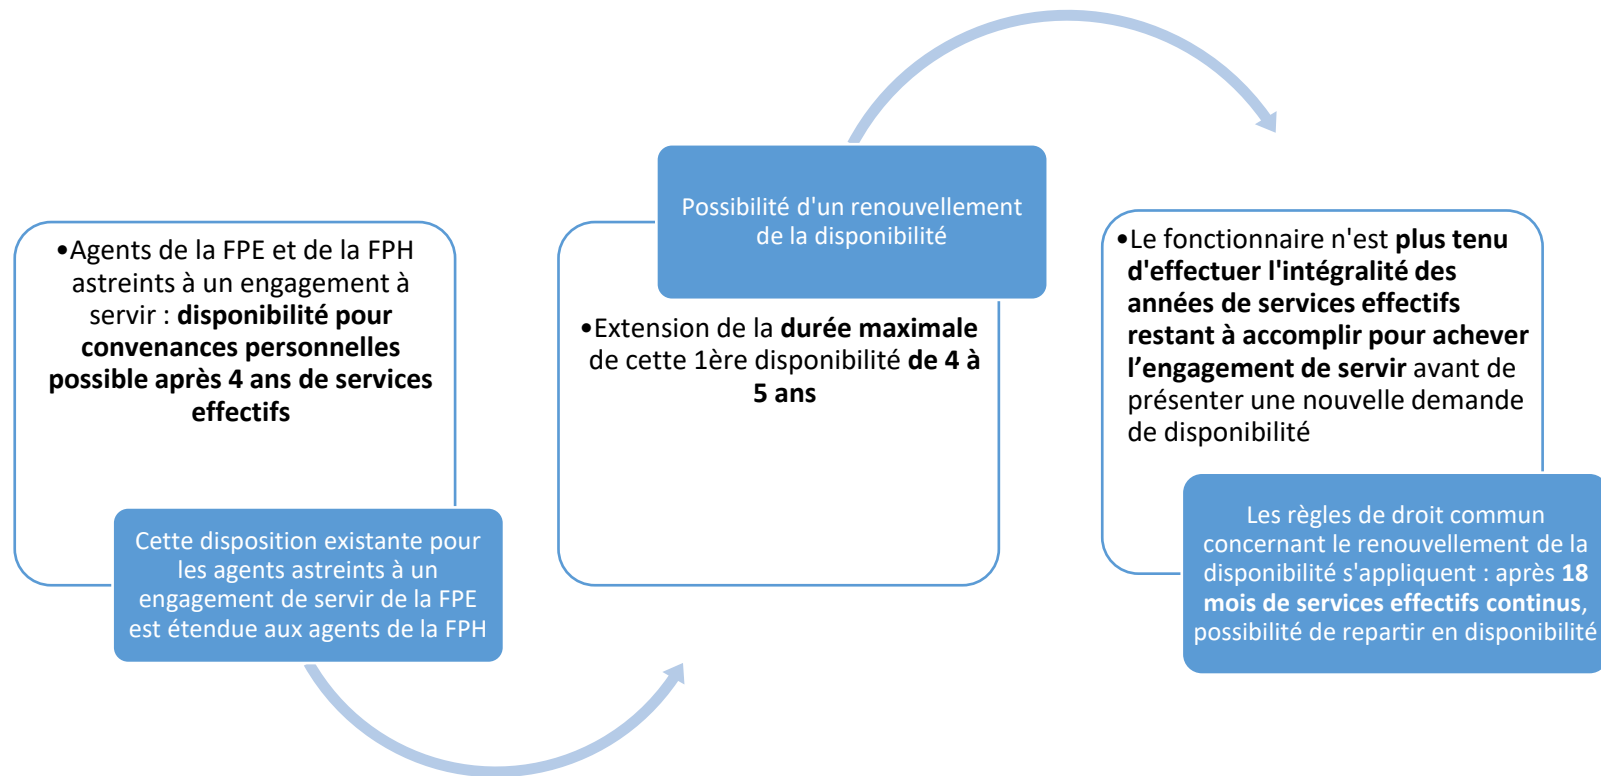 •Agents de la FPE et de la FPH
astreints à un engagement à
servir : disponibilité pour
convenances personnelles
possible après 4 ans de services
effectifs
Cette disposition existante pour
les agents astreints à un
engagement de servir de la FPE
est étendue aux agents de la FPH
Possibilité d'un renouvellement
de la disponibilité
•Extension de la durée maximale
de cette 1ère disponibilité de 4 à
5 ans
•Le fonctionnaire n'est plus tenu
d'effectuer l'intégralité des
années de services effectifs
restant à accomplir pour achever
l’engagement de servir avant de
présenter une nouvelle demande
de disponibilité
Les règles de droit commun
concernant le renouvellement de la
disponibilité s'appliquent : après 18
mois de services effectifs continus,
possibilité de repartir en disponibilité